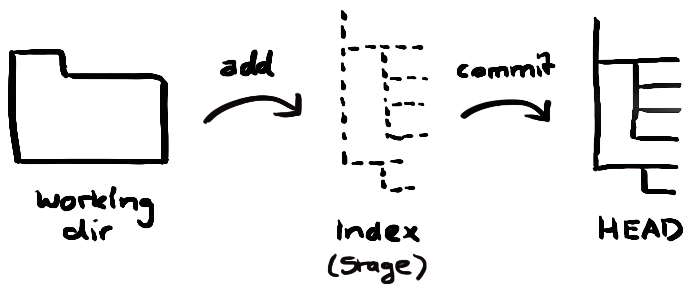 add
commit
working
dir
Index
(Stage)
HEAD